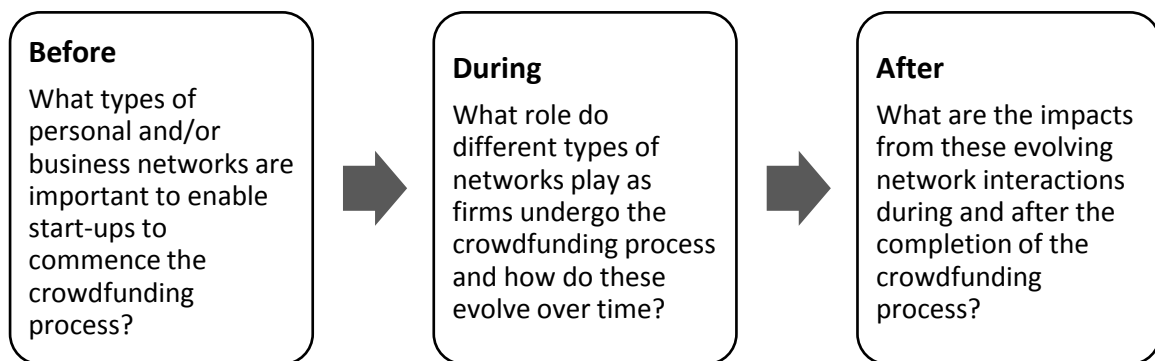 Before
What types of
personal and/or
business networks are
important to enable
start-ups to
commence the
crowdfunding
process?
During
What role do
different types of
networks play as
firms undergo the
crowdfunding process
and how do these
evolve over time?
After
What are the impacts
from these evolving
network interactions
during and after the
completion of the
crowdfunding
process?